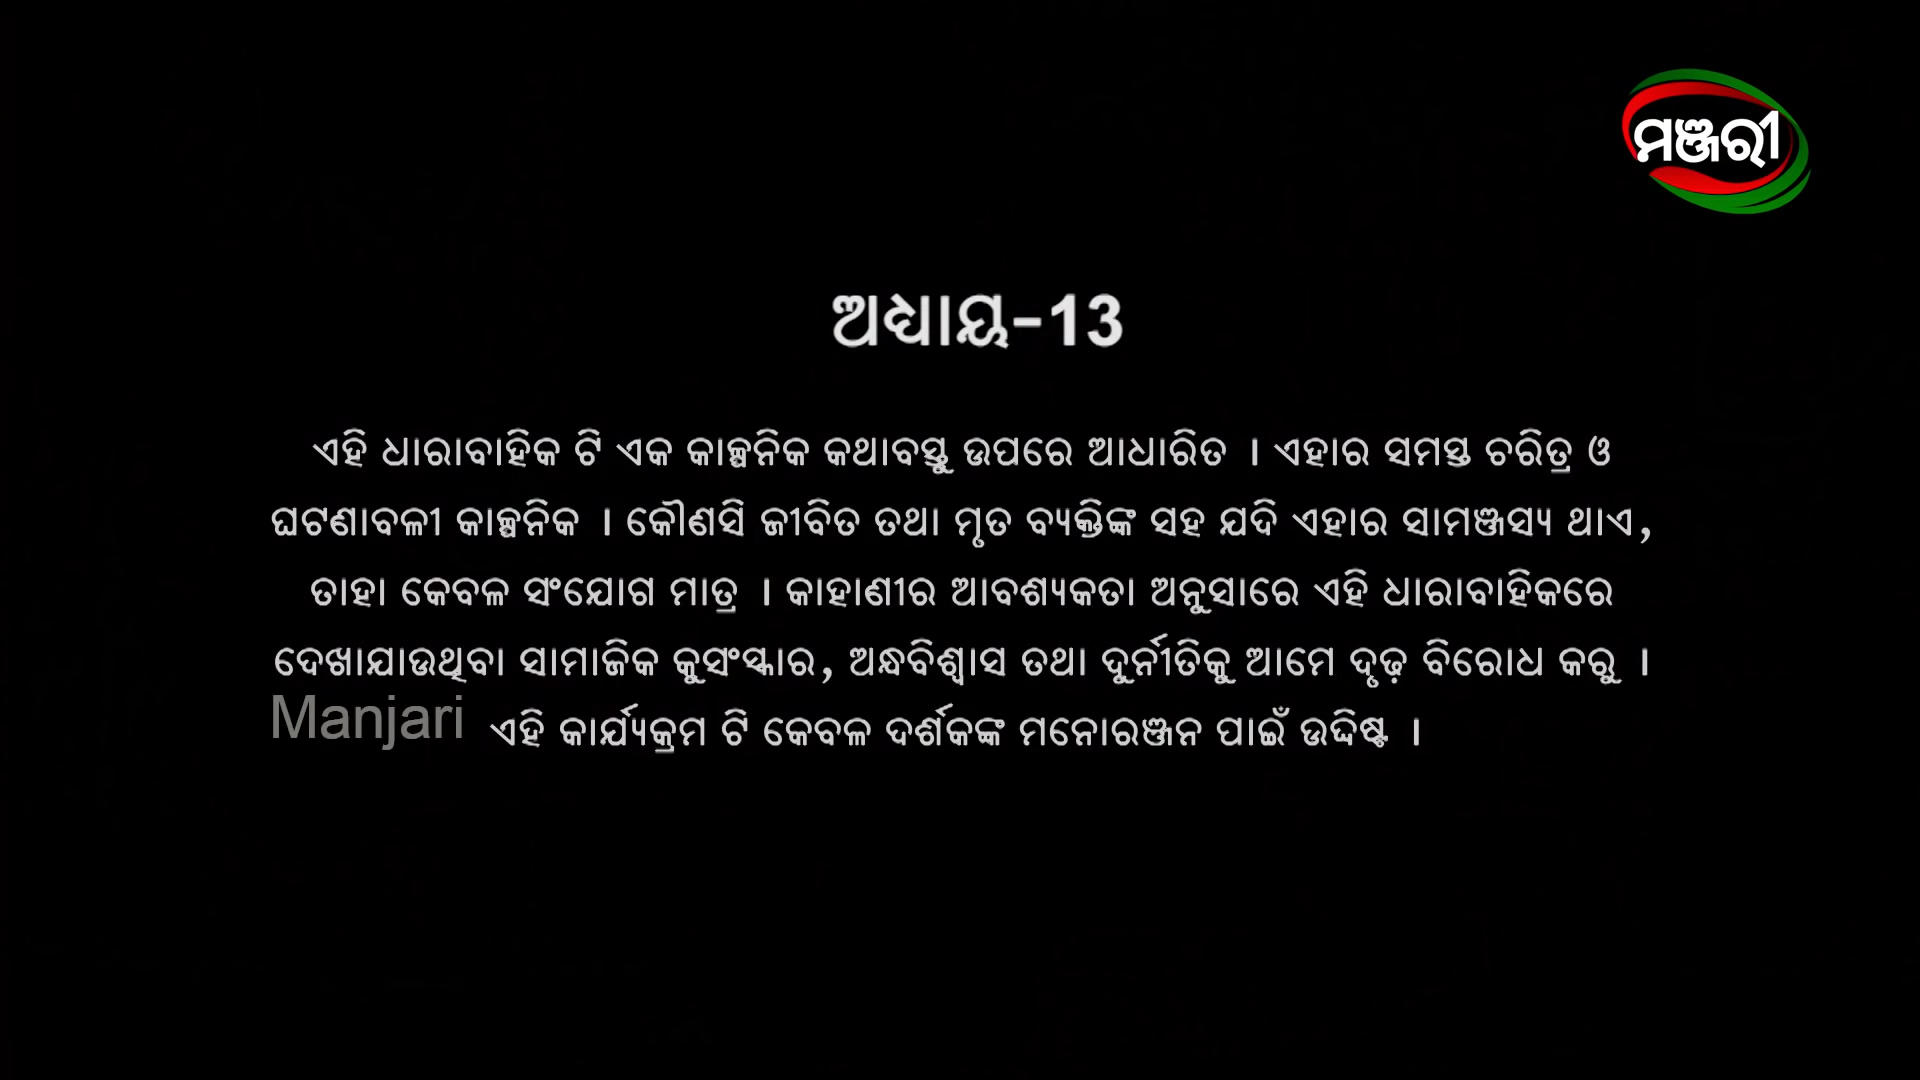 ମଞ୍ଜରୀ
ଅଧ୍ୟାୟ-13
ଏହି ଧାରାବାହିକ ଟି ଏକ କାଳ୍ପନିକ କଥାବସ୍ତୁ ଉପରେ ଆଧାରିତ । ଏହାର ସମସ୍ତ ଚରିତ୍ର ଓ
ଘଟଣାବଳୀ କାଳ୍ପନିକ । କୌଣସି ଜୀବିତ ତଥା ମୃତ ବ୍ୟକ୍ତିଙ୍କ ସହ ଯଦି ଏହାର ସାମଞ୍ଜସ୍ୟ ଥାଏ,
ତାହା କେବଳ ସଂଯୋଗ ମାତ୍ର । କାହାଣୀର ଆବଶ୍ୟକତା ଅନୁସାରେ ଏହି ଧାରାବାହିକରେ
ଦେଖାଯାଉଥିବା ସାମାଜିକ କୁସଂସ୍କାର, ଅନ୍ଧବିଶ୍ୱାସ ତଥା ଦୁର୍ନୀତିକୁ ଆମେ ଦୃଢ଼ ବିରୋଧ କରୁ ।
Manjari
ଏହି କାର୍ଯ୍ୟକ୍ରମ ଟି କେବଳ ଦର୍ଶକଙ୍କ ମନୋରଞ୍ଜନ ପାଇଁ ଉଦ୍ଦିଷ୍ଟ ।